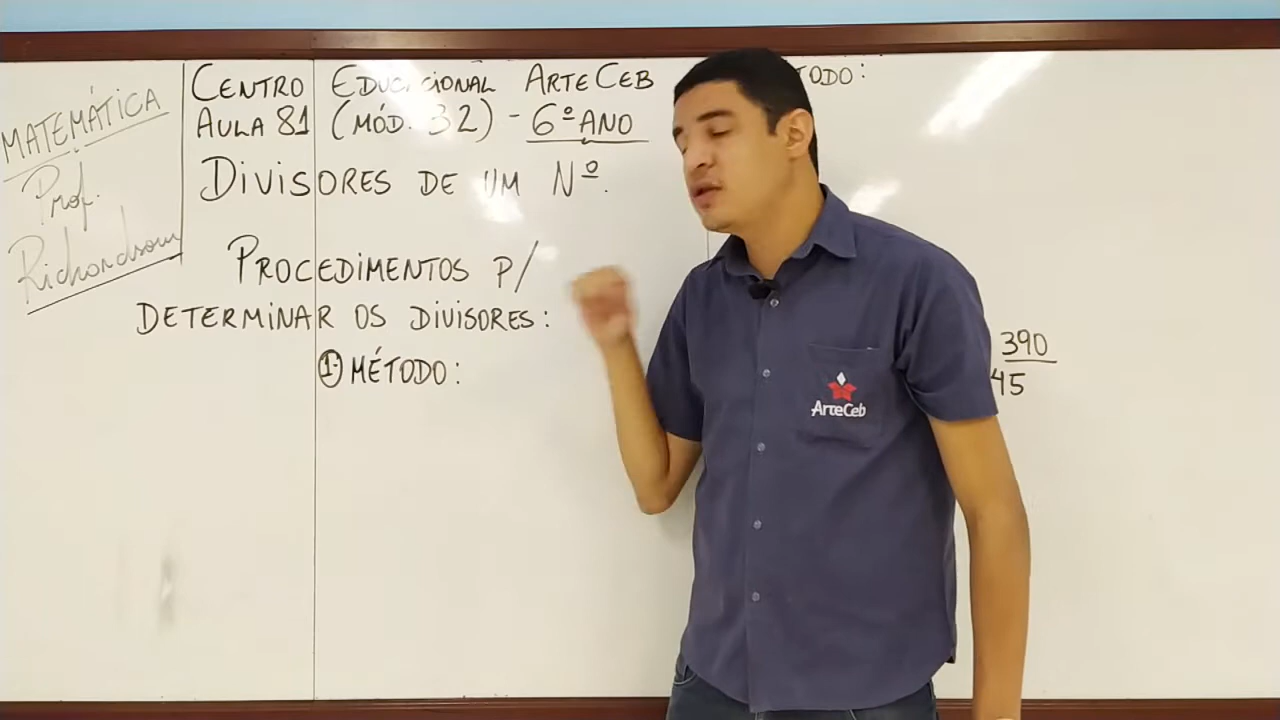 MATEMÁTICA
Prof.
Richardson
CENTRO EDUCACIONAL ARTECEB
AULA 81 (MÓD. 32) - 6º ANO
DIVISORES DE UM Nº.
PROCEDIMENTOS P/
DETERMINAR OS DIVISORES:
1º MÉTODO:
TODO:
390
45
ArteCeb